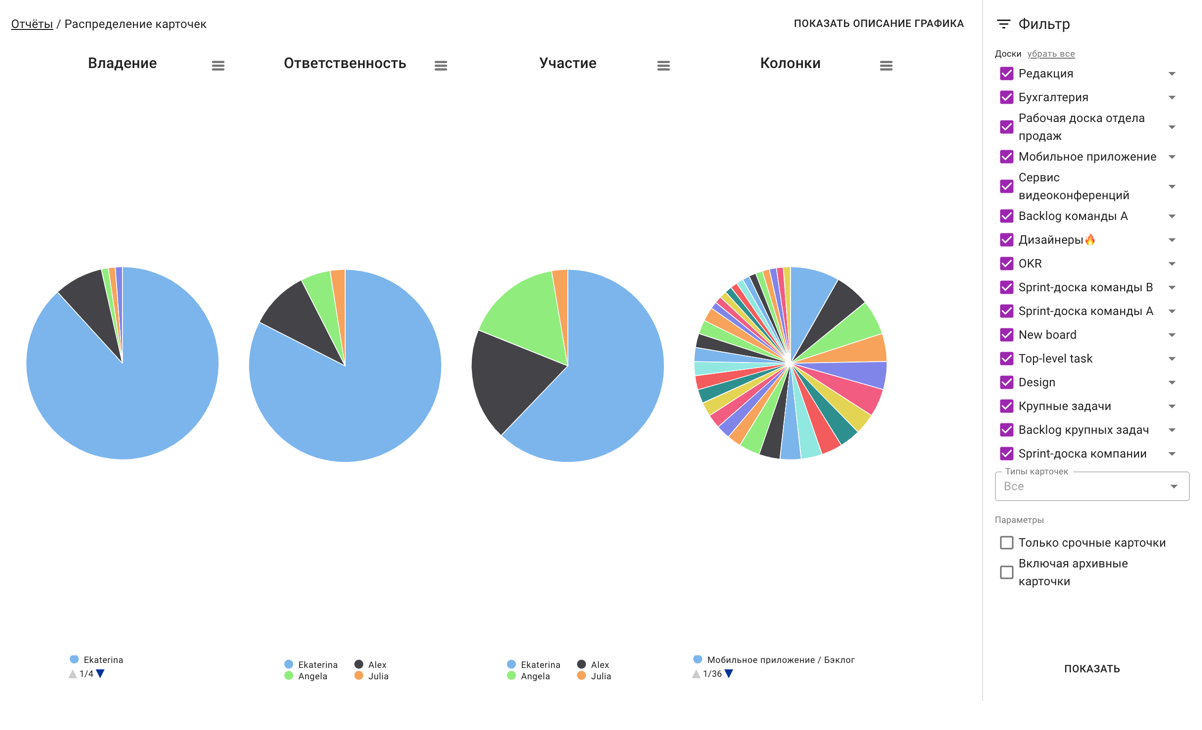 Отчёты / Распределение карточек
ПОКАЗАТЬ ОПИСАНИЕ ГРАФИКА
Владение
Ответственность
Участие
Колонки
Ekaterina
1/4
Ekaterina
Alex
Angela
Julia
Ekaterina
Alex
Angela
Julia
Мобильное приложение / Бэклог
1/36
Фильтр
Доски убрать все
Редакция
Бухгалтерия
Рабочая доска отдела
продаж
Мобильное приложение
Сервис
видеоконференций
Backlog команды А
Дизайнеры🔥
OKR
Sprint-доска команды B
Sprint-доска команды А
New board
Top-level task
Design
Крупные задачи
Backlog крупных задач
Sprint-доска компании
Типы карточек
Все
Параметры
Только срочные карточки
Включая архивные
карточки
ПОКАЗАТЬ